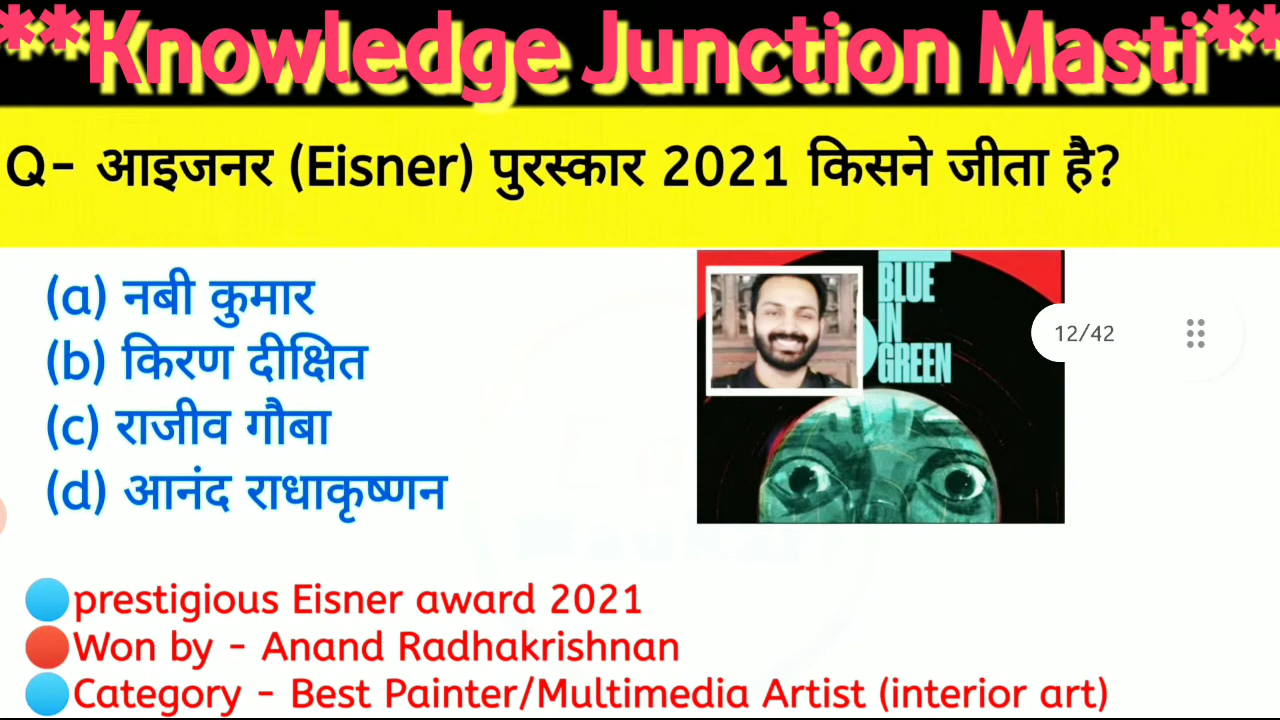 **Knowledge Junction Masti**
Q- आइजनर (Eisner) पुरस्कार 2021 किसने जीता है?
(a) नबी कुमार
(b) किरण दीक्षित
(c) राजीव गौबा
(d) आनंद राधाकृष्णन
BLUE
IN
GREEN
12/42
prestigious Eisner award 2021
Won by - Anand Radhakrishnan
Category - Best Painter/Multimedia Artist (interior art)